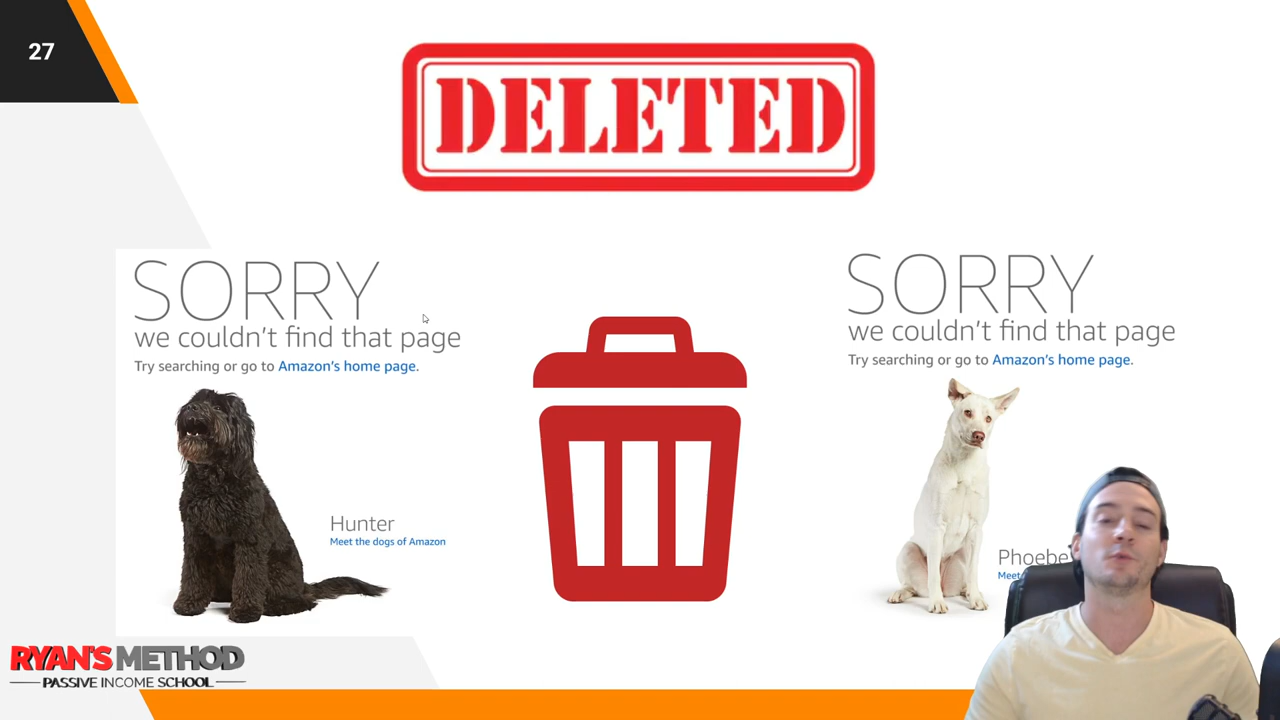 27
DELETED
SORRY
we couldn't find that page
Try searching or go to Amazon's home page.
Hunter
Meet the dogs of Amazon
SORRY
we couldn't find that page
Try searching or go to Amazon's home page.
Phoebe
Meet
RYAN'S METHOD
PASSIVE INCOME SCHOOL